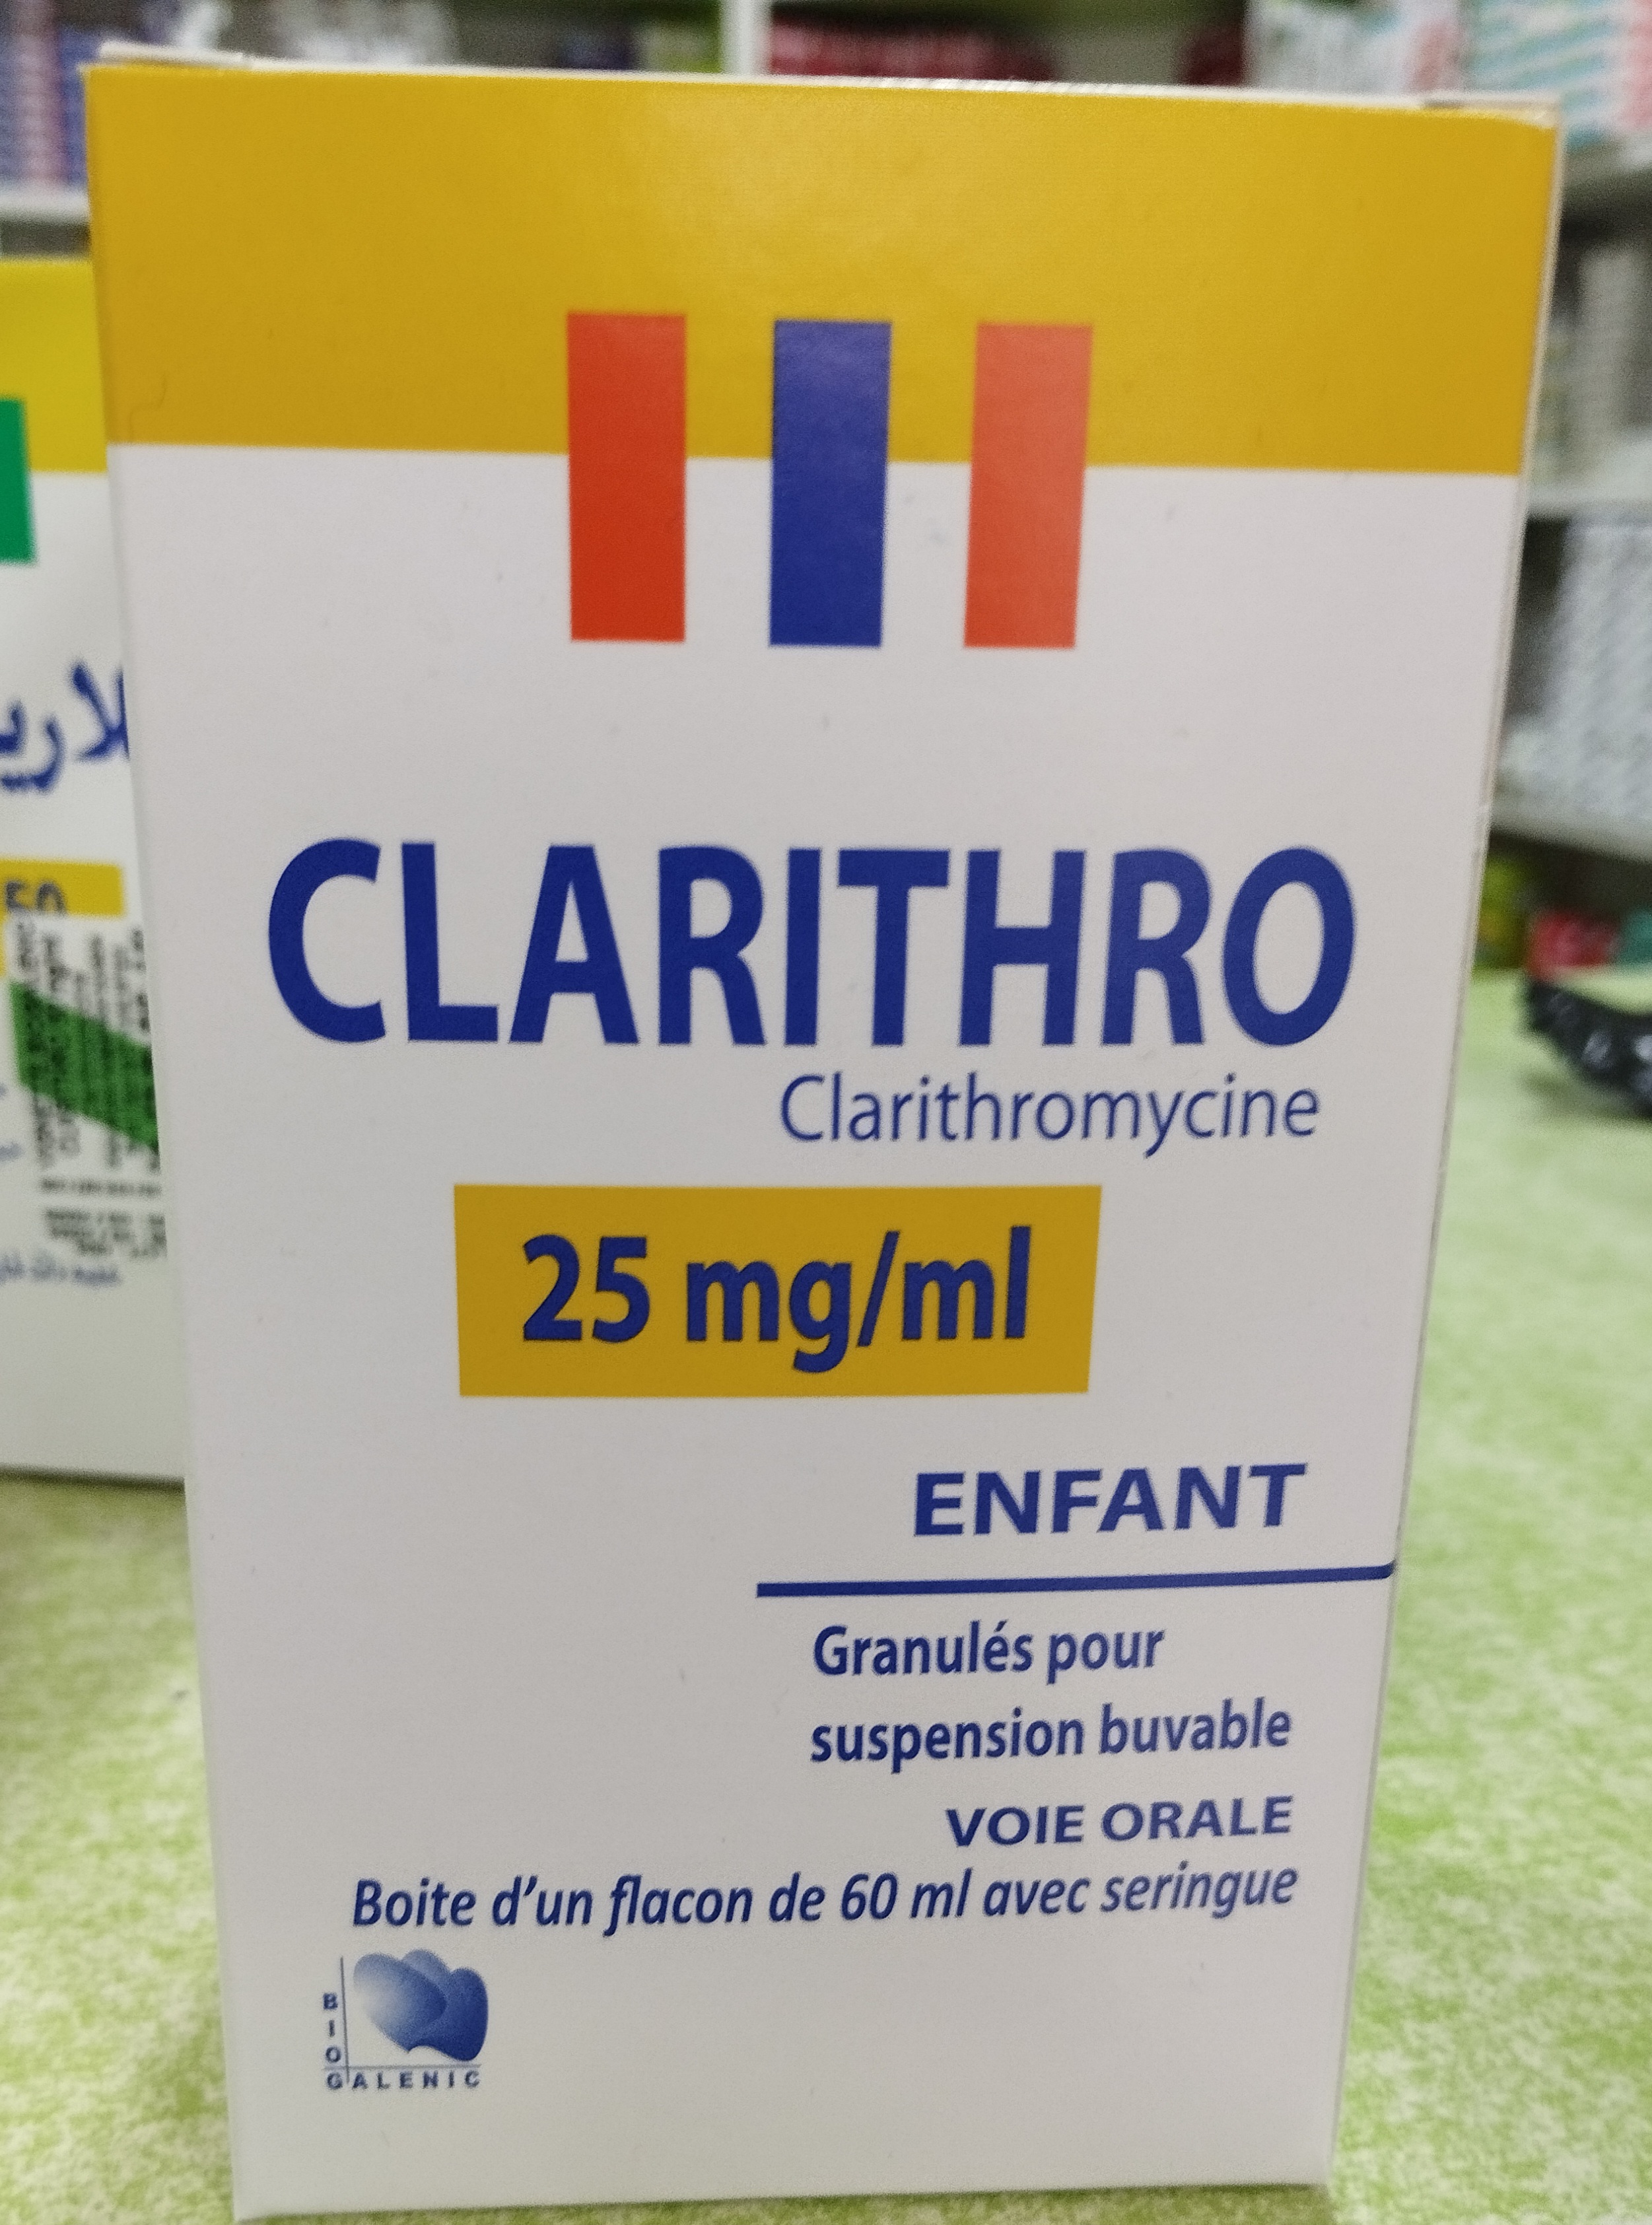 CLARITHRO
Clarithromycine
25 mg/ml
ENFANT
Granulés pour
suspension buvable
VOIE ORALE
Boite d'un flacon de 60 ml avec seringue
BIO
GALENIC
50